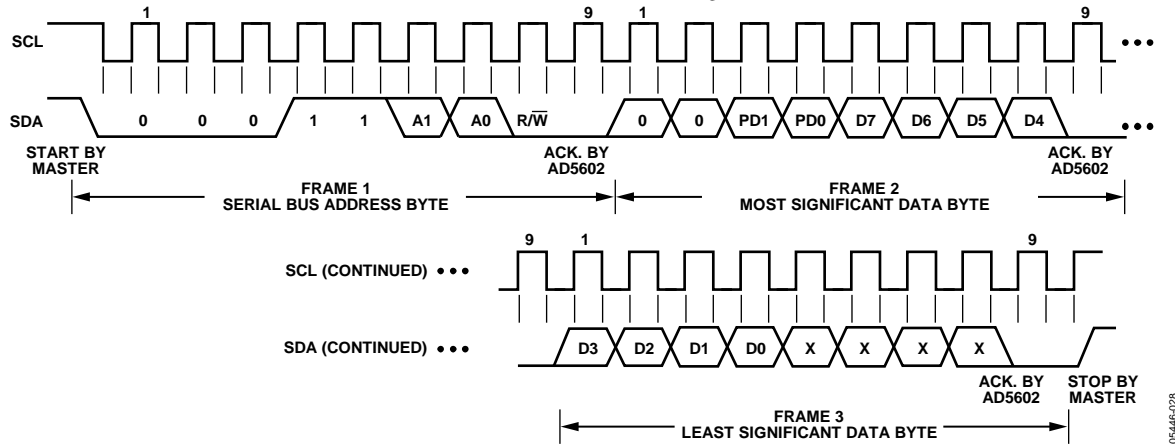 1 9 1 9
SCL
SDA 0 0 0 1 1 A1 A0 R/W̅ 0 0 PD1 PD0 D7 D6 D5 D4
START BY
MASTER
ACK. BY
AD5602
ACK. BY
AD5602
FRAME 1
SERIAL BUS ADDRESS BYTE
FRAME 2
MOST SIGNIFICANT DATA BYTE
9 1 9
SCL (CONTINUED)
SDA (CONTINUED) D3 D2 D1 D0 X X X X
ACK. BY
AD5602
STOP BY
MASTER
FRAME 3
LEAST SIGNIFICANT DATA BYTE
05446-028